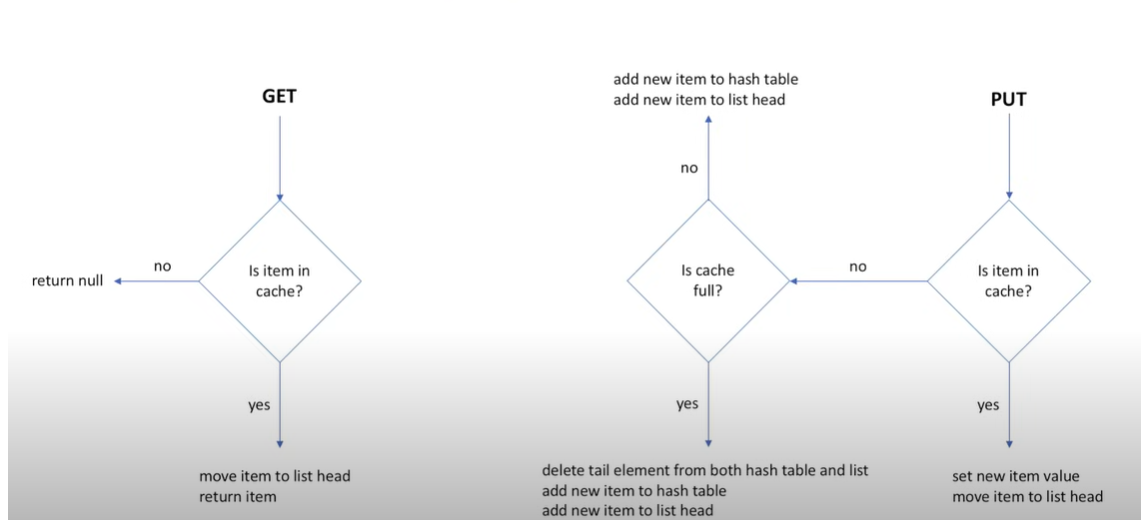 GET
Is item in
cache?
no
return null
yes
move item to list head
return item
PUT
Is item in
cache?
no
yes
set new item value
move item to list head
Is cache
full?
no
add new item to hash table
add new item to list head
yes
delete tail element from both hash table and list
add new item to hash table
add new item to list head